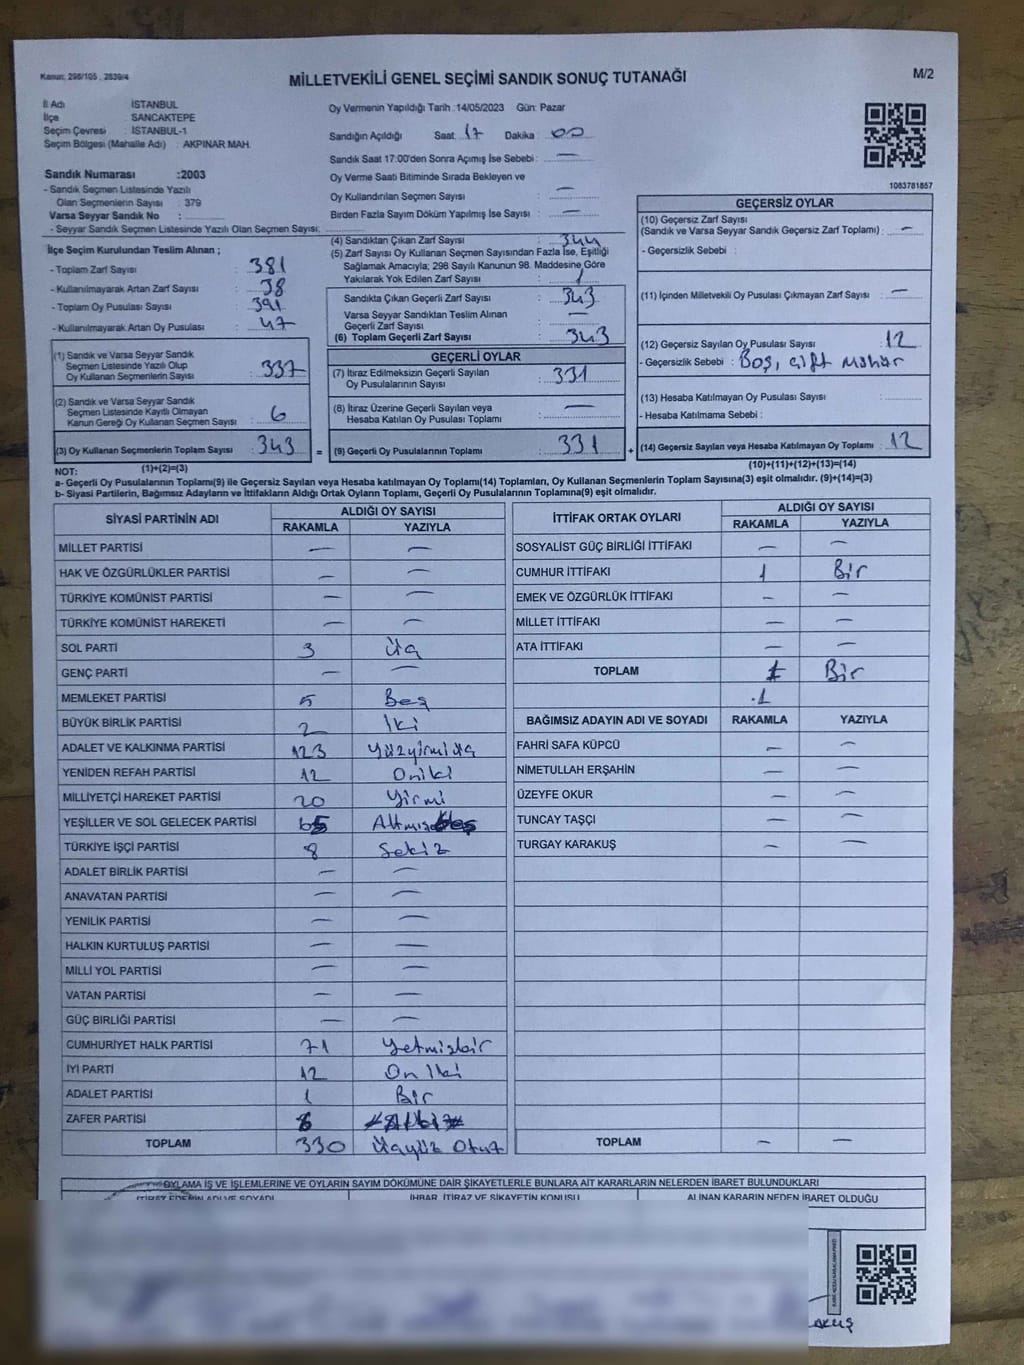 Kanun: 298/105 , 2839/4
MİLLETVEKİLİ GENEL SEÇİMİ SANDIK SONUÇ TUTANAĞI
M/2
İl Adı : İSTANBUL
İlçe : SANCAKTEPE
Seçim Çevresi : İSTANBUL-1
Seçim Bölgesi (Mahalle Adı) : AKPINAR MAH.
Sandık Numarası :2003
- Sandık Seçmen Listesinde Yazılı
Olan Seçmenlerin Sayısı : 379
Varsa Seyyar Sandık No :
- Seyyar Sandık Seçmen Listesinde Yazılı Olan Seçmen Sayısı:
Oy Vermenin Yapıldığı Tarih :14/05/2023 Gün: Pazar
Sandığın Açıldığı Saat 17 Dakika : 00
Sandık Saat 17:00'den Sonra Açımış İse Sebebi : —
Oy Verme Saati Bitiminde Sırada Bekleyen ve
Oy Kullandırılan Seçmen Sayısı : —
Birden Fazla Sayım Döküm Yapılmış İse Sayısı : —
1083781857
İlçe Seçim Kurulundan Teslim Alınan ;
- Toplam Zarf Sayısı : 381
- Kullanılmayarak Artan Zarf Sayısı : 38
- Toplam Oy Pusulası Sayısı : 391
- Kullanılmayarak Artan Oy Pusulası : 47
(1) Sandık ve Varsa Seyyar Sandık
Seçmen Listesinde Yazılı Olup
Oy Kullanan Seçmenlerin Sayısı : 337
(2) Sandık ve Varsa Seyyar Sandık
Seçmen Listesinde Kayıtlı Olmayan
Kanun Gereği Oy Kullanan Seçmen Sayısı : 6
(3) Oy Kullanan Seçmenlerin Toplam Sayısı : 343 =
(4) Sandıktan Çıkan Zarf Sayısı : 344
(5) Zarf Sayısı Oy Kullanan Seçmen Sayısından Fazla İse, Eşitliği
Sağlamak Amacıyla; 298 Sayılı Kanunun 98. Maddesine Göre
Yakılarak Yok Edilen Zarf Sayısı : 1
Sandıkta Çıkan Geçerli Zarf Sayısı : 343
Varsa Seyyar Sandıktan Teslim Alınan
Geçerli Zarf Sayısı : —
(6) Toplam Geçerli Zarf Sayısı : 343
GEÇERLİ OYLAR
(7) İtiraz Edilmeksizin Geçerli Sayılan
Oy Pusulalarının Sayısı : 331
(8) İtiraz Üzerine Geçerli Sayılan veya
Hesaba Katılan Oy Pusulası Toplamı : —
(9) Geçerli Oy Pusulalarının Toplamı : 331 +
GEÇERSİZ OYLAR
(10) Geçersiz Zarf Sayısı
(Sandık ve Varsa Seyyar Sandık Geçersiz Zarf Toplamı) : —
- Geçersizlik Sebebi :
(11) İçinden Milletvekili Oy Pusulası Çıkmayan Zarf Sayısı : —
(12) Geçersiz Sayılan Oy Pusulası Sayısı : 12
- Geçersizlik Sebebi : Boş, Çift Mühür
(13) Hesaba Katılmayan Oy Pusulası Sayısı :
- Hesaba Katılmama Sebebi :
(14) Geçersiz Sayılan veya Hesaba Katılmayan Oy Toplamı : 12
NOT: (1)+(2)=(3) (10)+(11)+(12)+(13)=(14)
a- Geçerli Oy Pusulalarının Toplamı(9) ile Geçersiz Sayılan veya Hesaba Katılmayan Oy Toplamı(14) Toplamları, Oy Kullanan Seçmenlerin Toplam Sayısına(3) eşit olmalıdır. (9)+(14)=(3)
b- Siyasi Partilerin, Bağımsız Adayların ve İttifakların Aldığı Ortak Oyların Toplamı, Geçerli Oy Pusulalarının Toplamına(9) eşit olmalıdır.
SİYASİ PARTİNİN ADI ALDIĞI OY SAYISI
RAKAMLA YAZIYLA
MİLLET PARTİSİ — —
HAK VE ÖZGÜRLÜKLER PARTİSİ — —
TÜRKİYE KOMÜNİST PARTİSİ — —
TÜRKİYE KOMÜNİST HAREKETİ — —
SOL PARTİ 3 Üç
GENÇ PARTİ — —
MEMLEKET PARTİSİ 5 Beş
BÜYÜK BİRLİK PARTİSİ 2 İki
ADALET VE KALKINMA PARTİSİ 123 Yüzyirmiüç
YENİDEN REFAH PARTİSİ 12 Oniki
MİLLİYETÇİ HAREKET PARTİSİ 20 Yirmi
YEŞİLLER VE SOL GELECEK PARTİSİ 65 Altmışbeş
TÜRKİYE İŞÇİ PARTİSİ 8 Sekiz
ADALET BİRLİK PARTİSİ — —
ANAVATAN PARTİSİ — —
YENİLİK PARTİSİ — —
HALKIN KURTULUŞ PARTİSİ — —
MİLLİ YOL PARTİSİ — —
VATAN PARTİSİ — —
GÜÇ BİRLİĞİ PARTİSİ — —
CUMHURİYET HALK PARTİSİ 71 Yetmişbir
İYİ PARTİ 12 On İki
ADALET PARTİSİ 1 Bir
ZAFER PARTİSİ
TOPLAM 330 Üçyüz Otuz
İTTİFAK ORTAK OYLARI ALDIĞI OY SAYISI
RAKAMLA YAZIYLA
SOSYALİST GÜÇ BİRLİĞİ İTTİFAKI — —
CUMHUR İTTİFAKI 1 Bir
EMEK VE ÖZGÜRLÜK İTTİFAKI — —
MİLLET İTTİFAKI — —
ATA İTTİFAKI — —
TOPLAM 1 Bir
1
BAĞIMSIZ ADAYIN ADI VE SOYADI RAKAMLA YAZIYLA
FAHRİ SAFA KÜPCÜ — —
NİMETULLAH ERŞAHİN — —
ÜZEYFE OKUR — —
TUNCAY TAŞÇI — —
TURGAY KARAKUŞ — —
TOPLAM — —
OYLAMA İŞ VE İŞLEMLERİNE VE OYLARIN SAYIM DÖKÜMÜNE DAİR ŞİKAYETLERLE BUNLARA AİT KARARLARIN NELERDEN İBARET BULUNDUKLARI
İTİRAZ EDENİN ADI VE SOYADI İHBAR, İTİRAZ VE ŞİKAYETİN KONUSU ALINAN KARARIN NEDEN İBARET OLDUĞU